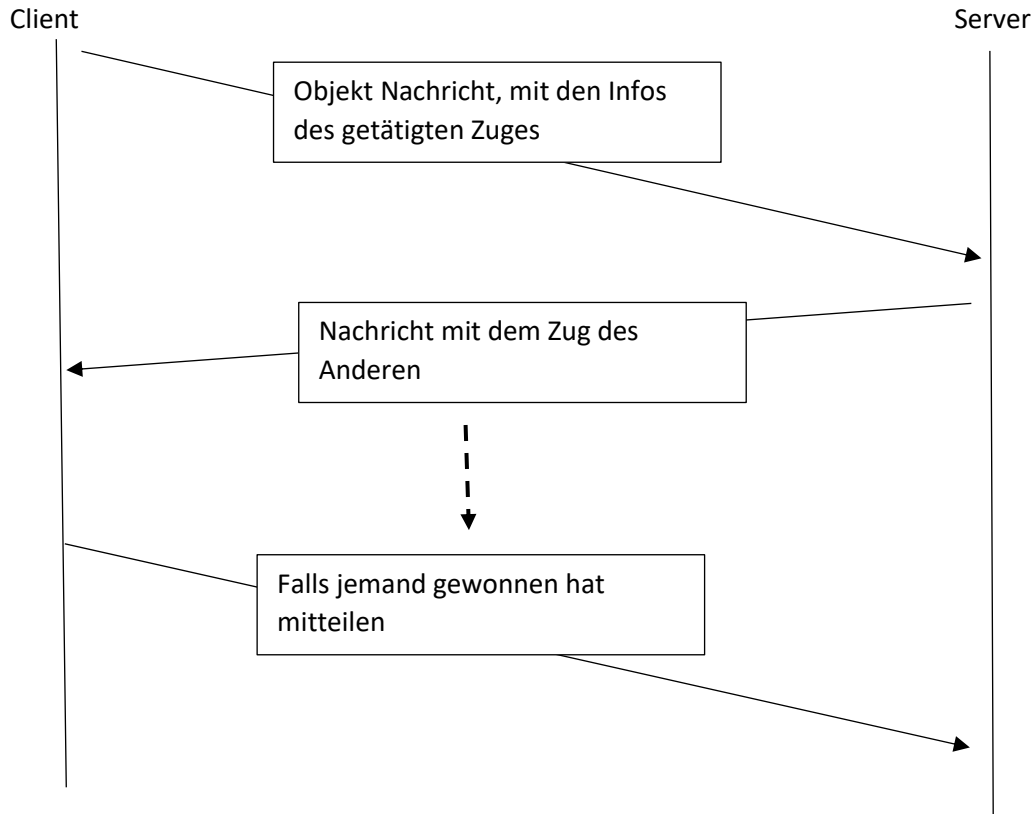 Client
Server
Objekt Nachricht, mit den Infos
des getätigten Zuges
Nachricht mit dem Zug des
Anderen
Falls jemand gewonnen hat
mitteilen